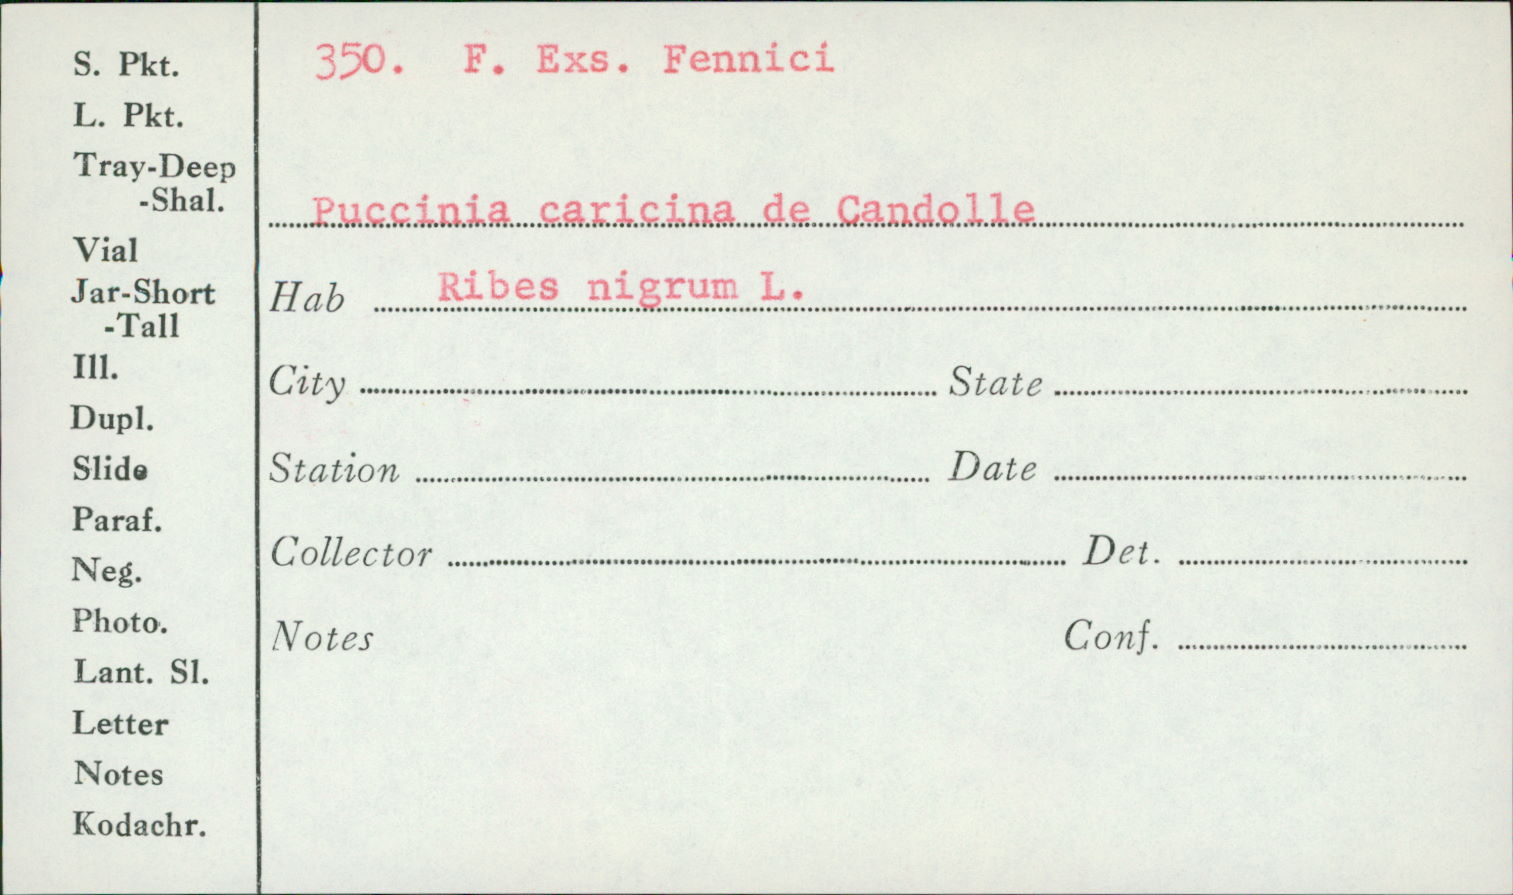 S. Pkt.
L. Pkt.
Tray-Deep
-Shal.
Vial
Jar-Short
-Tall
Ill.
Dupl.
Slide
Paraf.
Neg.
Photo.
Lant. Sl.
Letter
Notes
Kodachr.
350. F. Exs. Fennici
Puccinia caricina de Candolle
Hab Ribes nigrum L.
City State
Station Date
Collector Det.
Notes Conf.